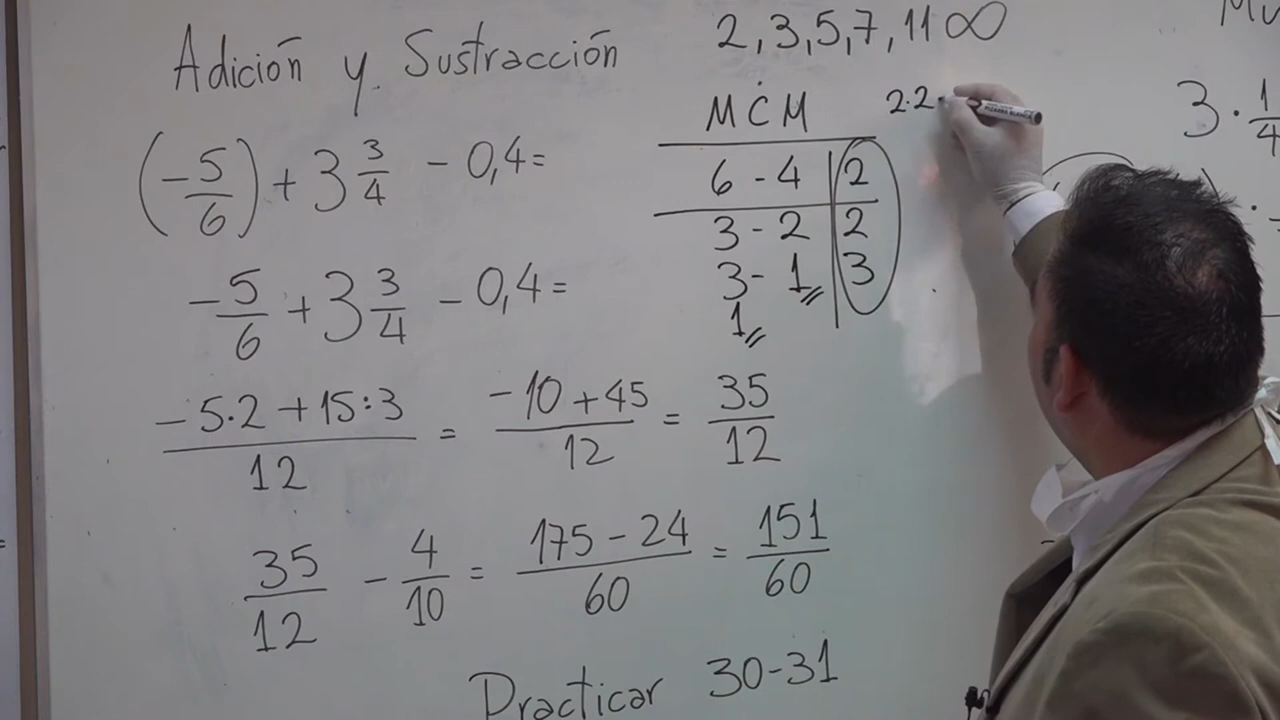 Adición y Sustracción
(-5/6) + 3 3/4 - 0,4 =
-5/6 + 3 3/4 - 0,4 =
-5·2 + 15:3 / 12 = -10 + 45 / 12 = 35/12
35/12 - 4/10 = 175 - 24 / 60 = 151/60
Practicar 30-31
2, 3, 5, 7, 11 ∞
MCM
6 - 4 | 2
3 - 2 | 2
3 - 1 | 3
1
2·2·
3 · 1/4